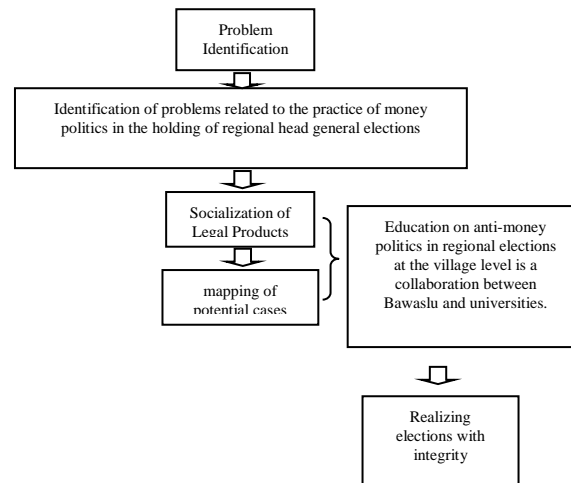 Problem
Identification
Identification of problems related to the practice of money
politics in the holding of regional head general elections
Socialization of
Legal Products
mapping of
potential cases
Education on anti-money
politics in regional elections
at the village level is a
collaboration between
Bawaslu and universities.
Realizing
elections with
integrity